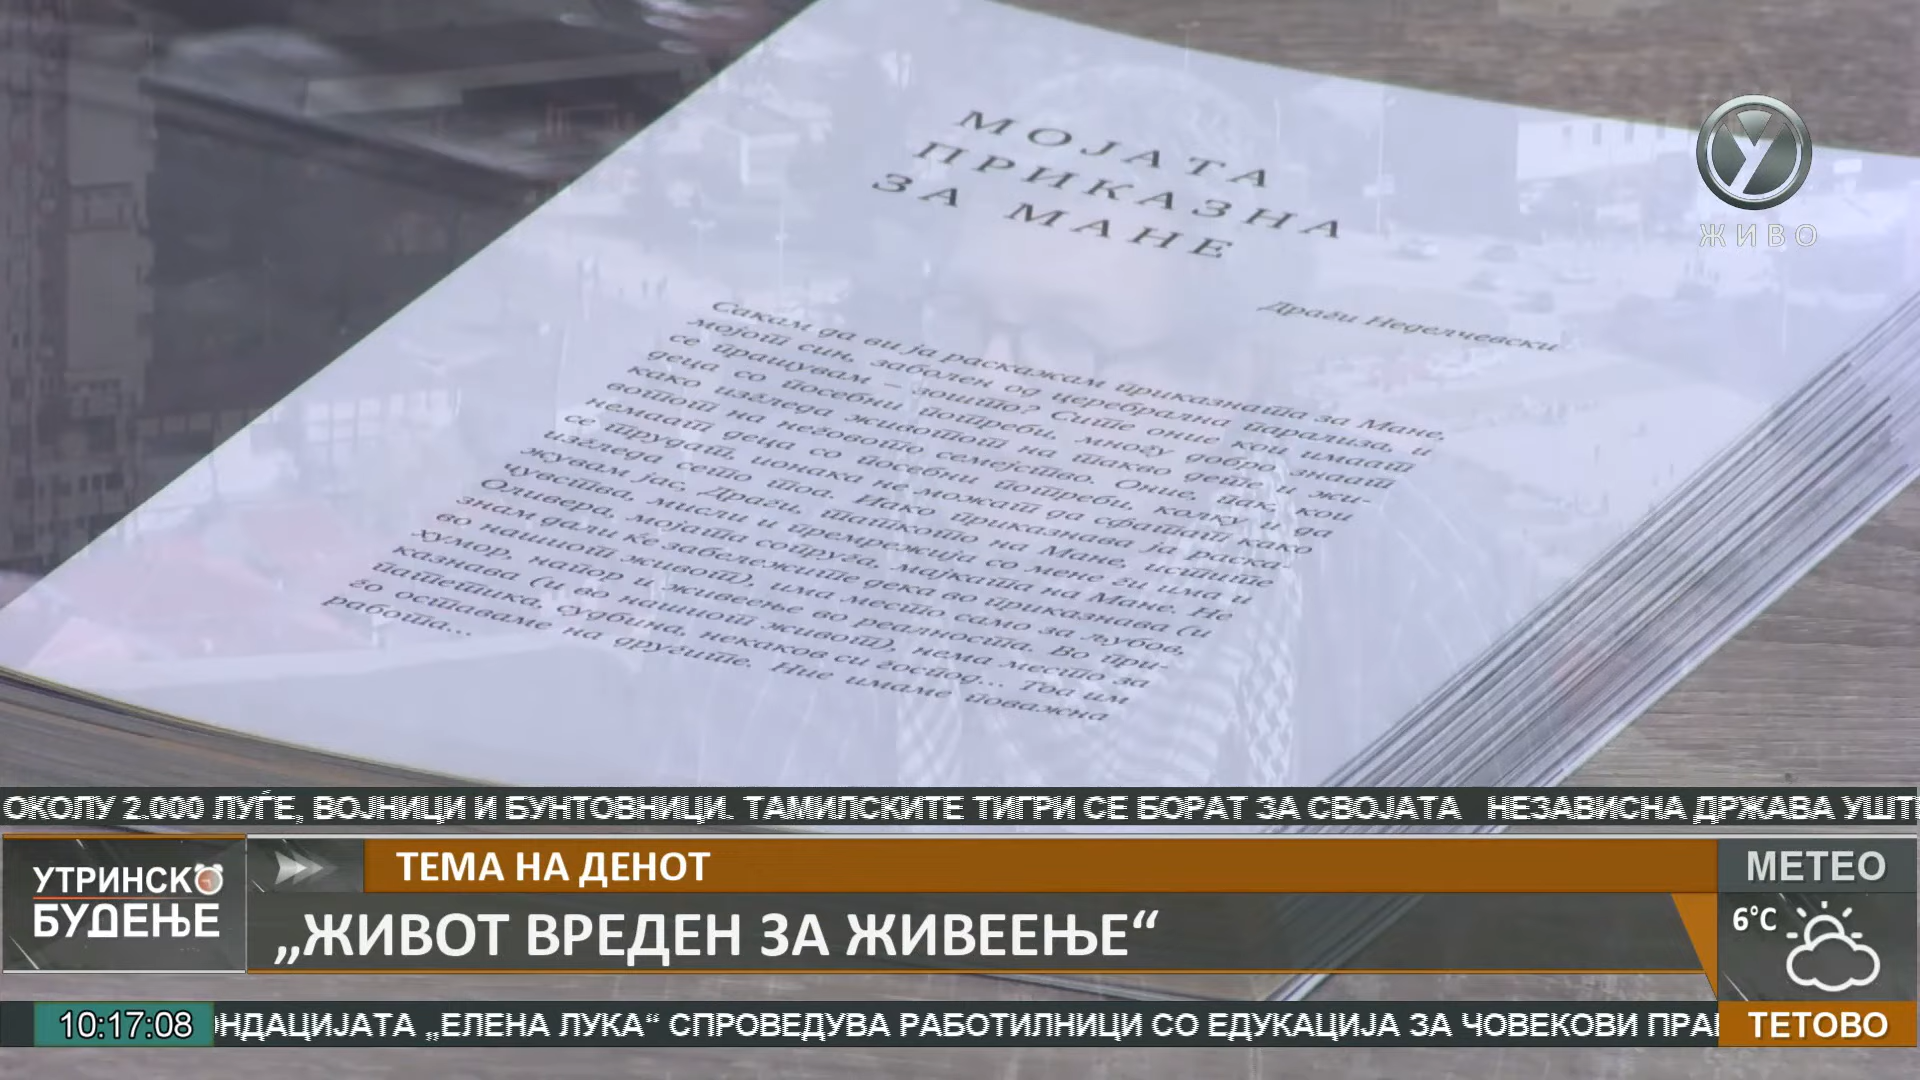 МОЈАТА
ПРИКАЗНА
ЗА МАНЕ
Драги Неделчевски
Сакам да ви ја раскажам приказната за Мане,
мојот син, заболен од церебрална парализа, и
се прашувам – зошто? Сите оние кои имаат
деца со посебни потреби, многу добро знаат
како изгледа животот на такво дете и жи-
вотот на неговото семејство. Оние, пак, кои
немаат деца со посебни потреби, колку и да
се трудат, ионака не можат да сфатат како
изгледа сето тоа. Иако приказнава ја раска-
жувам јас, Драги, таткото на Мане, истите
чувства, мисли и премрежија со мене ги има и
Оливера, мојата сопруга, мајката на Мане. Не
знам дали ќе забележите дека во приказнава (и
во нашиот живот), има место само за љубов,
хумор, напор и живеење во реалноста. Во при-
казнава (и во нашиот живот), нема место за
патетика, судбина, некаков си господ... Тоа им
го оставаме на другите. Ние имаме поважна
работа...
ЖИВО
ОКОЛУ 2.000 ЛУЃЕ, ВОЈНИЦИ И БУНТОВНИЦИ. ТАМИЛСКИТЕ ТИГРИ СЕ БОРАТ ЗА СВОЈАТА НЕЗАВИСНА ДРЖАВА УШТЕ
УТРИНСКО
БУДЕЊЕ
ТЕМА НА ДЕНОТ
„ЖИВОТ ВРЕДЕН ЗА ЖИВЕЕЊЕ“
МЕТЕО
6°C
10:17:08
ОНДАЦИЈАТА „ЕЛЕНА ЛУКА“ СПРОВЕДУВА РАБОТИЛНИЦИ СО ЕДУКАЦИЈА ЗА ЧОВЕКОВИ ПРАВ
ТЕТОВО